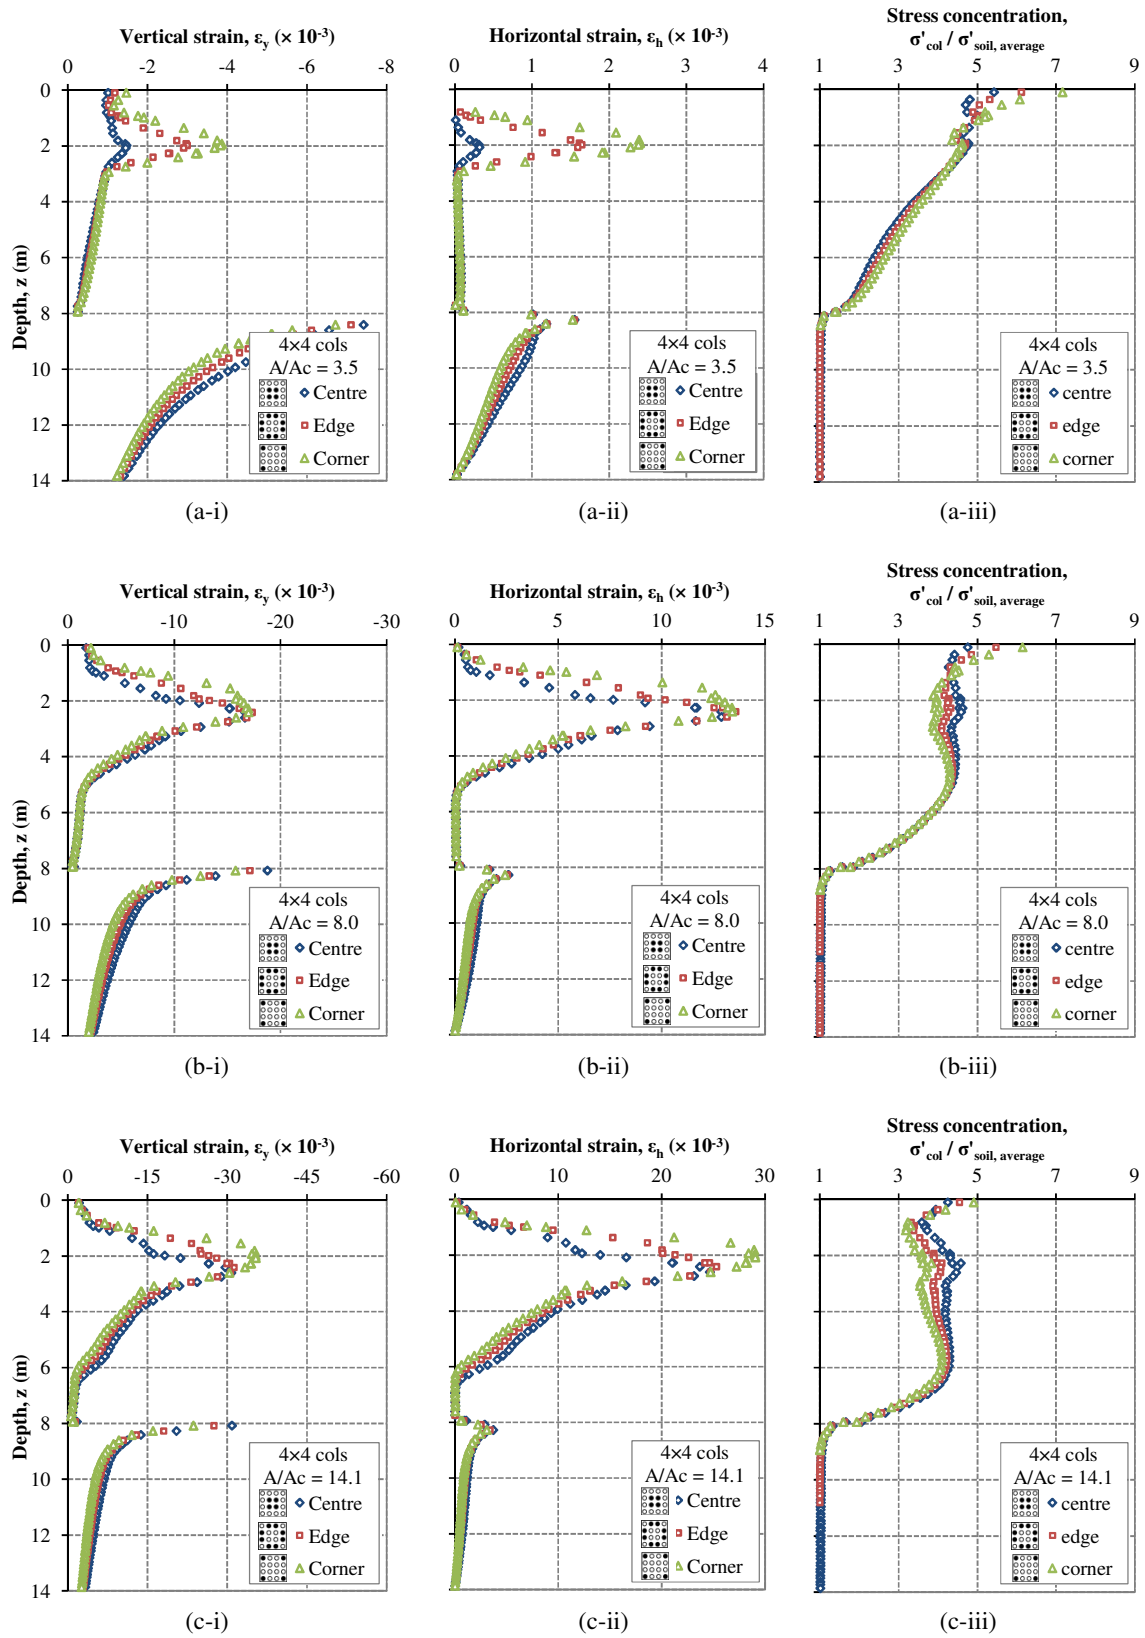 Vertical strain, εy (× 10-3)
0 -2 -4 -6 -8
Depth, z (m)
0
2
4
6
8
10
12
14
4×4 cols
A/Ac = 3.5
Centre
Edge
Corner
(a-i)
Horizontal strain, εh (× 10-3)
0 1 2 3 4
4×4 cols
A/Ac = 3.5
Centre
Edge
Corner
(a-ii)
Stress concentration,
σ'col / σ'soil, average
1 3 5 7 9
4×4 cols
A/Ac = 3.5
centre
edge
corner
(a-iii)
Vertical strain, εy (× 10-3)
0 -10 -20 -30
Depth, z (m)
0
2
4
6
8
10
12
14
4×4 cols
A/Ac = 8.0
Centre
Edge
Corner
(b-i)
Horizontal strain, εh (× 10-3)
0 5 10 15
4×4 cols
A/Ac = 8.0
Centre
Edge
Corner
(b-ii)
Stress concentration,
σ'col / σ'soil, average
1 3 5 7 9
4×4 cols
A/Ac = 8.0
centre
edge
corner
(b-iii)
Vertical strain, εy (× 10-3)
0 -15 -30 -45 -60
Depth, z (m)
0
2
4
6
8
10
12
14
4×4 cols
A/Ac = 14.1
Centre
Edge
Corner
(c-i)
Horizontal strain, εh (× 10-3)
0 10 20 30
4×4 cols
A/Ac = 14.1
Centre
Edge
Corner
(c-ii)
Stress concentration,
σ'col / σ'soil, average
1 3 5 7 9
4×4 cols
A/Ac = 14.1
centre
edge
corner
(c-iii)